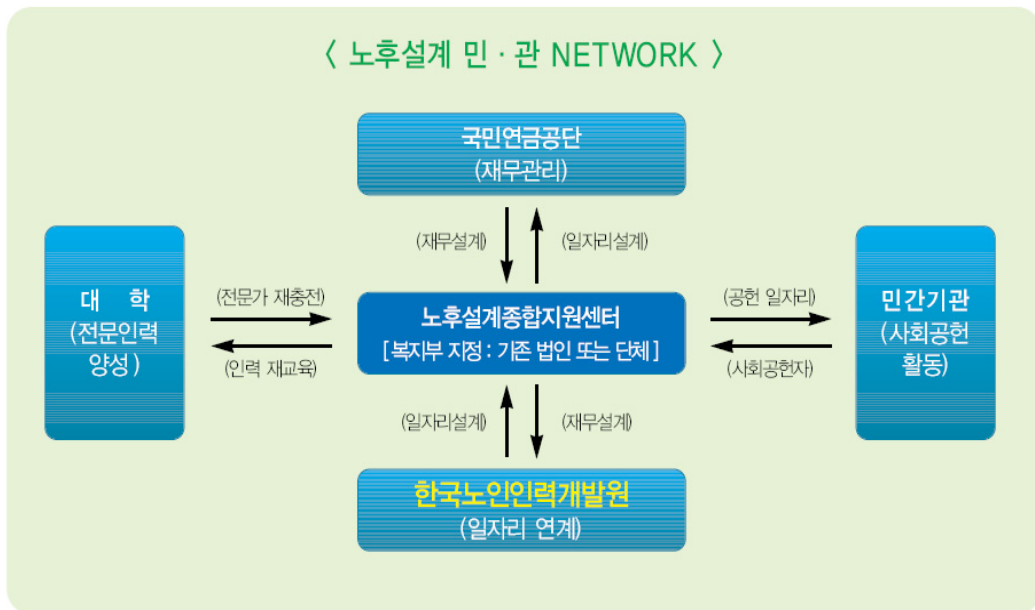 〈 노후설계 민 · 관 NETWORK 〉
국민연금공단
(재무관리)
(재무설계)
(일자리설계)
대 학
(전문인력
양성)
(전문가 재충전)
(인력 재교육)
노후설계종합지원센터
[ 복지부 지정 : 기존 법인 또는 단체 ]
(공헌 일자리)
(사회공헌자)
민간기관
(사회공헌
활동)
(일자리설계)
(재무설계)
한국노인인력개발원
(일자리 연계)